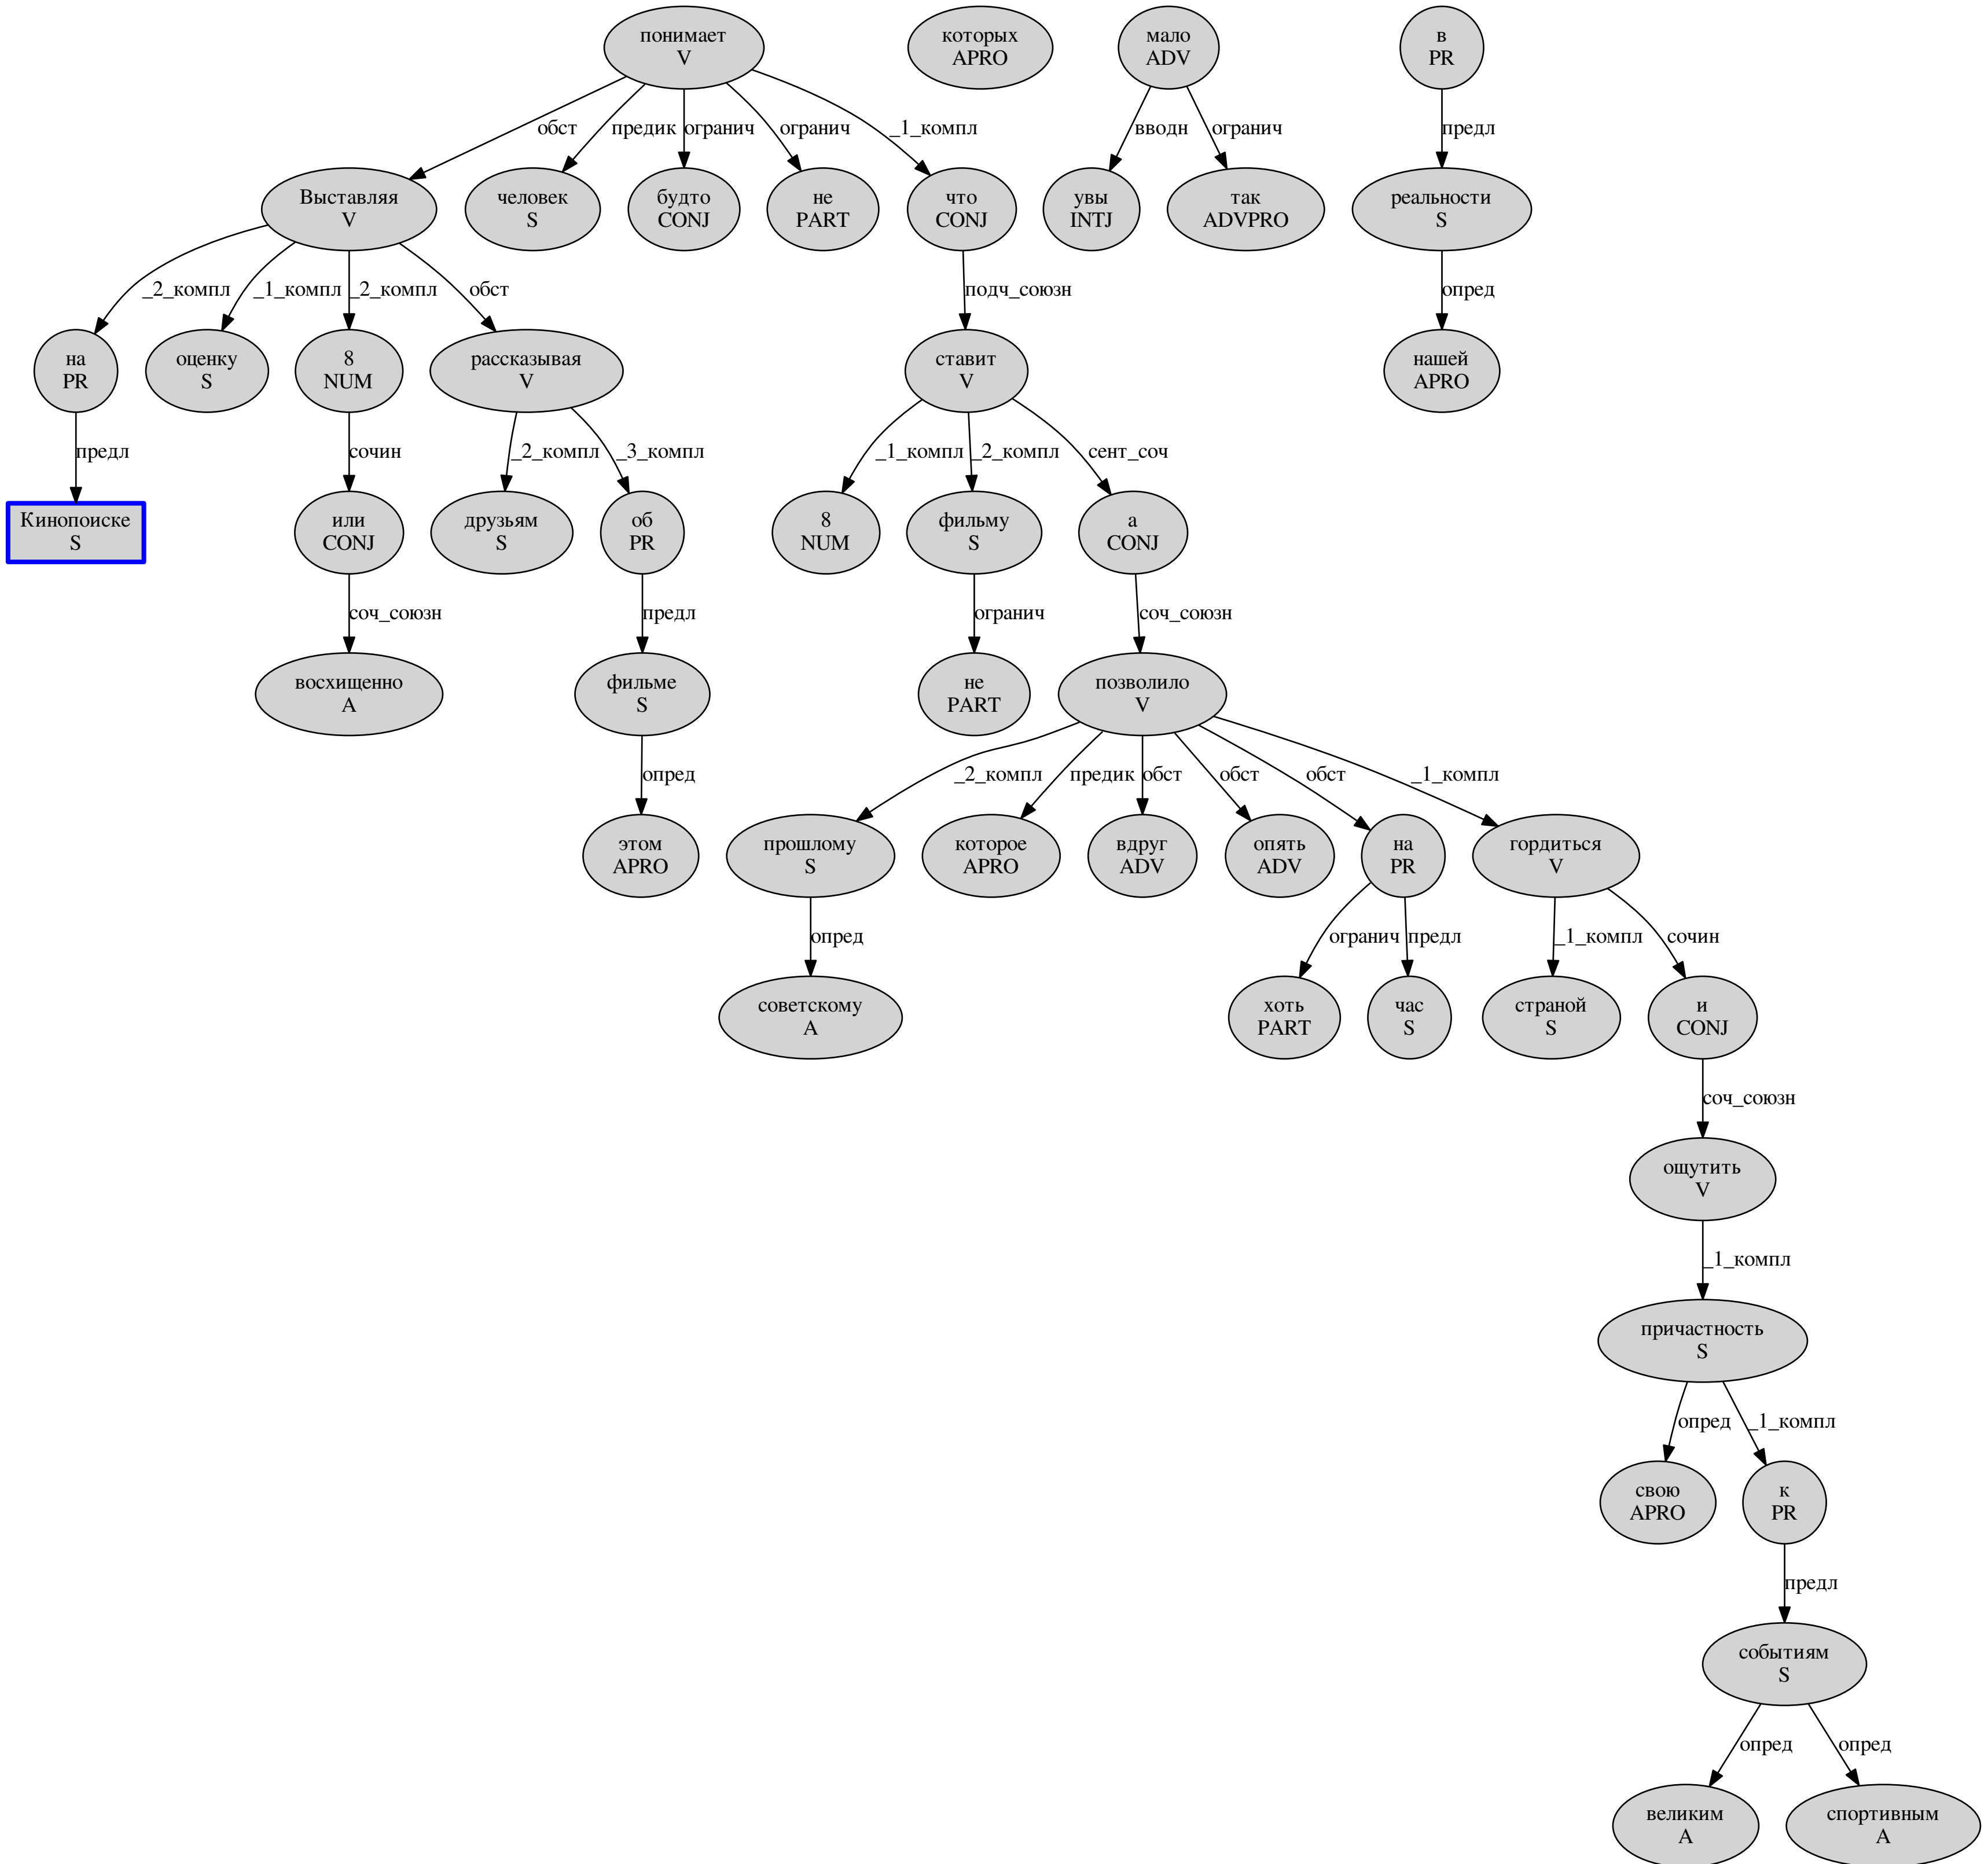 понимает
V
которых
APRO
мало
ADV
в
PR
обст
предик
огранич
огранич
_1_компл
вводн
огранич
предл
Выставляя
V
человек
S
будто
CONJ
не
PART
что
CONJ
увы
INTJ
так
ADVPRO
реальности
S
_2_компл
_1_компл
_2_компл
обст
подч_союзн
опред
на
PR
оценку
S
8
NUM
рассказывая
V
ставит
V
нашей
APRO
предл
сочин
_2_компл
_3_компл
_1_компл
_2_компл
сент_соч
Кинопоиске
S
или
CONJ
друзьям
S
об
PR
8
NUM
фильму
S
а
CONJ
соч_союзн
предл
огранич
соч_союзн
восхищенно
A
фильме
S
не
PART
позволило
V
опред
_2_компл
предик
обст
обст
обст
_1_компл
этом
APRO
прошлому
S
которое
APRO
вдруг
ADV
опять
ADV
на
PR
гордиться
V
опред
огранич
предл
_1_компл
сочин
советскому
A
хоть
PART
час
S
страной
S
и
CONJ
соч_союзн
ощутить
V
_1_компл
причастность
S
опред
_1_компл
свою
APRO
к
PR
предл
событиям
S
опред
опред
великим
A
спортивным
A